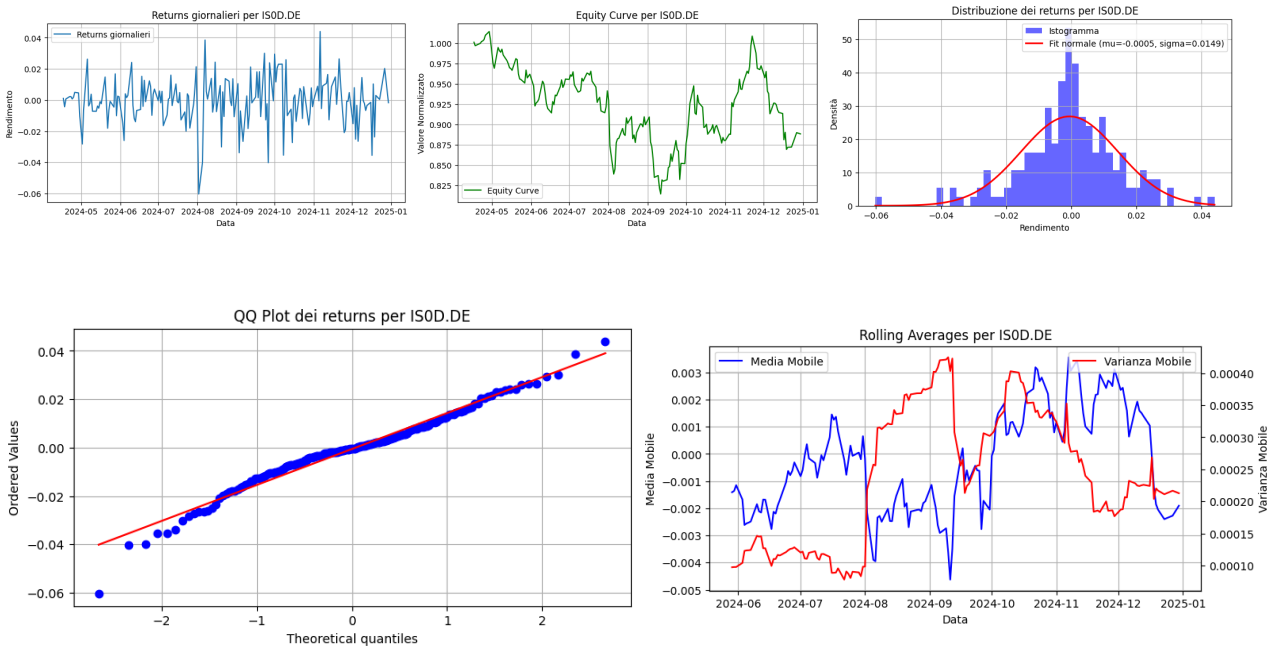 Returns giornalieri per IS0D.DE
Returns giornalieri
Rendimento
0.04
0.02
0.00
−0.02
−0.04
−0.06
2024-05 2024-06 2024-07 2024-08 2024-09 2024-10 2024-11 2024-12 2025-01
Data
Equity Curve per IS0D.DE
Equity Curve
Valore Normalizzato
1.000
0.975
0.950
0.925
0.900
0.875
0.850
0.825
2024-05 2024-06 2024-07 2024-08 2024-09 2024-10 2024-11 2024-12 2025-01
Data
Distribuzione dei returns per IS0D.DE
Istogramma
Fit normale (mu=-0.0005, sigma=0.0149)
Densità
50
40
30
20
10
0
−0.06 −0.04 −0.02 0.00 0.02 0.04
Rendimento
QQ Plot dei returns per IS0D.DE
Ordered Values
0.04
0.02
0.00
−0.02
−0.04
−0.06
−2 −1 0 1 2
Theoretical quantiles
Rolling Averages per IS0D.DE
Media Mobile
Varianza Mobile
Media Mobile
0.003
0.002
0.001
0.000
−0.001
−0.002
−0.003
−0.004
−0.005
0.00040
0.00035
0.00030
0.00025
0.00020
0.00015
0.00010
Varianza Mobile
2024-06 2024-07 2024-08 2024-09 2024-10 2024-11 2024-12 2025-01
Data